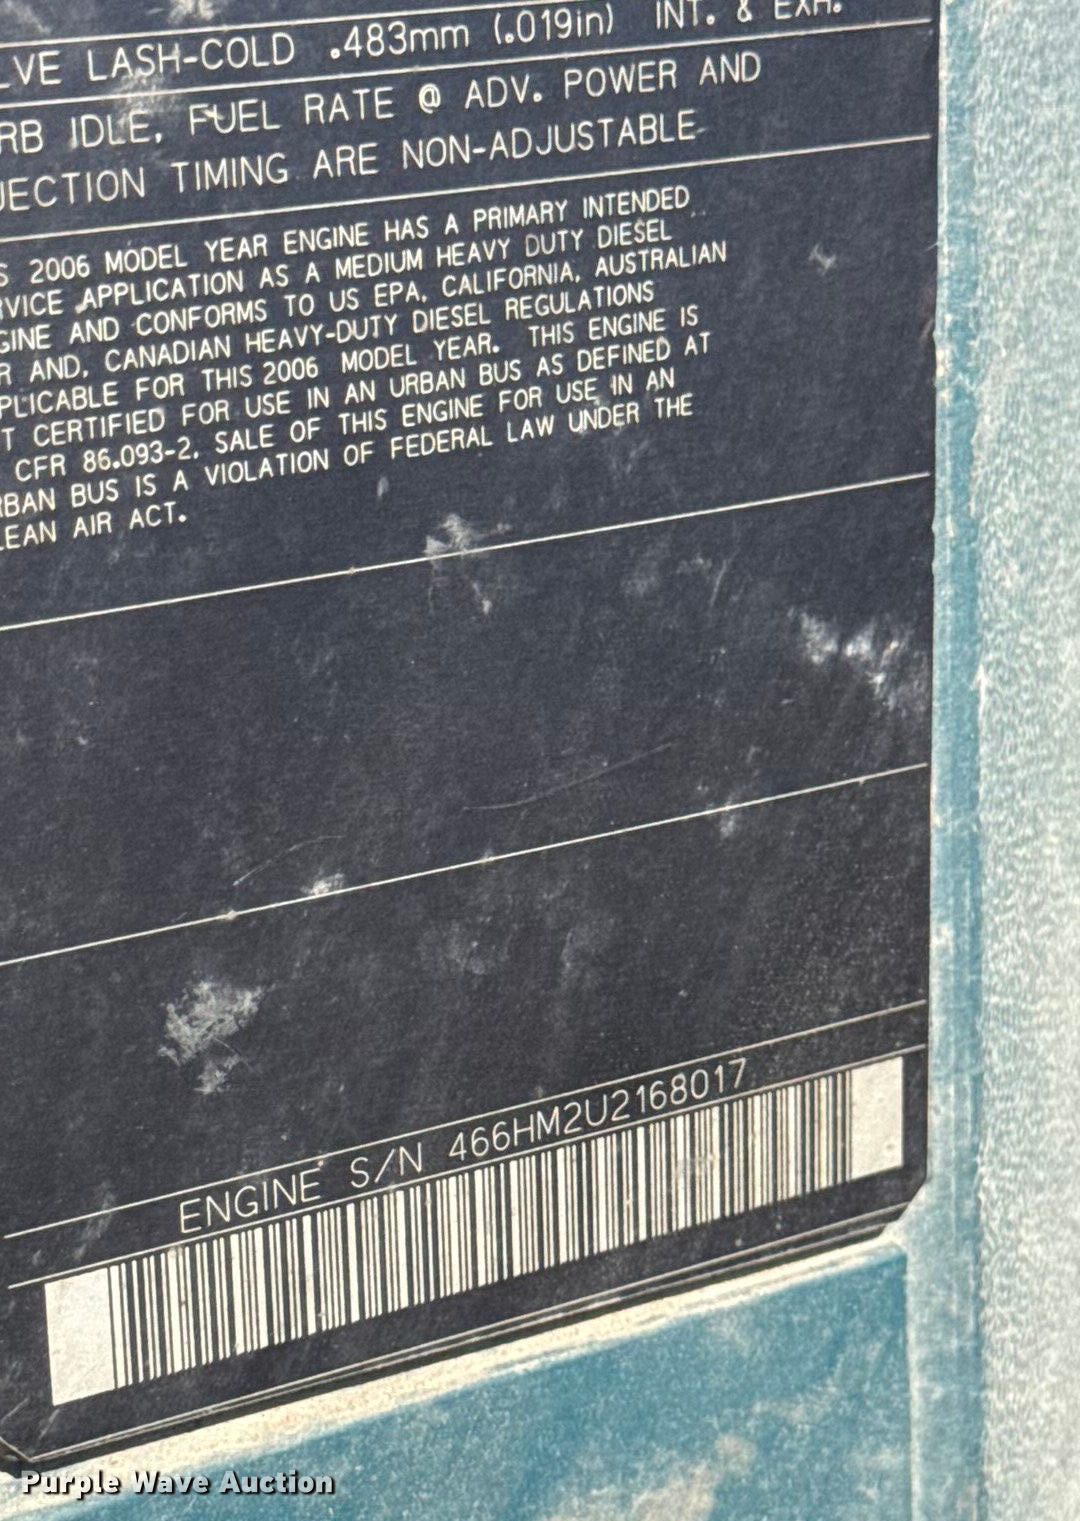 LVE LASH-COLD .483mm (.019in) INT. & EXH.
RB IDLE, FUEL RATE @ ADV. POWER AND
JECTION TIMING ARE NON-ADJUSTABLE
S 2006 MODEL YEAR ENGINE HAS A PRIMARY INTENDED
RVICE APPLICATION AS A MEDIUM HEAVY DUTY DIESEL
GINE AND CONFORMS TO US EPA, CALIFORNIA, AUSTRALIAN
R AND, CANADIAN HEAVY-DUTY DIESEL REGULATIONS
PLICABLE FOR THIS 2006 MODEL YEAR. THIS ENGINE IS
T CERTIFIED FOR USE IN AN URBAN BUS AS DEFINED AT
CFR 86.093-2. SALE OF THIS ENGINE FOR USE IN AN
RBAN BUS IS A VIOLATION OF FEDERAL LAW UNDER THE
LEAN AIR ACT.
ENGINE S/N 466HM2U2168017
Purple Wave Auction